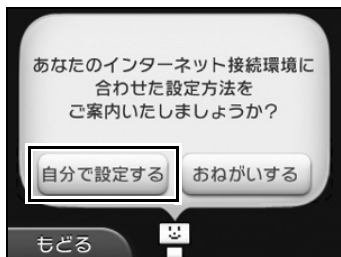 あなたのインターネット接続環境に
合わせた設定方法を
ご案内いたしましょうか?
自分で設定する
おねがいする
もどる